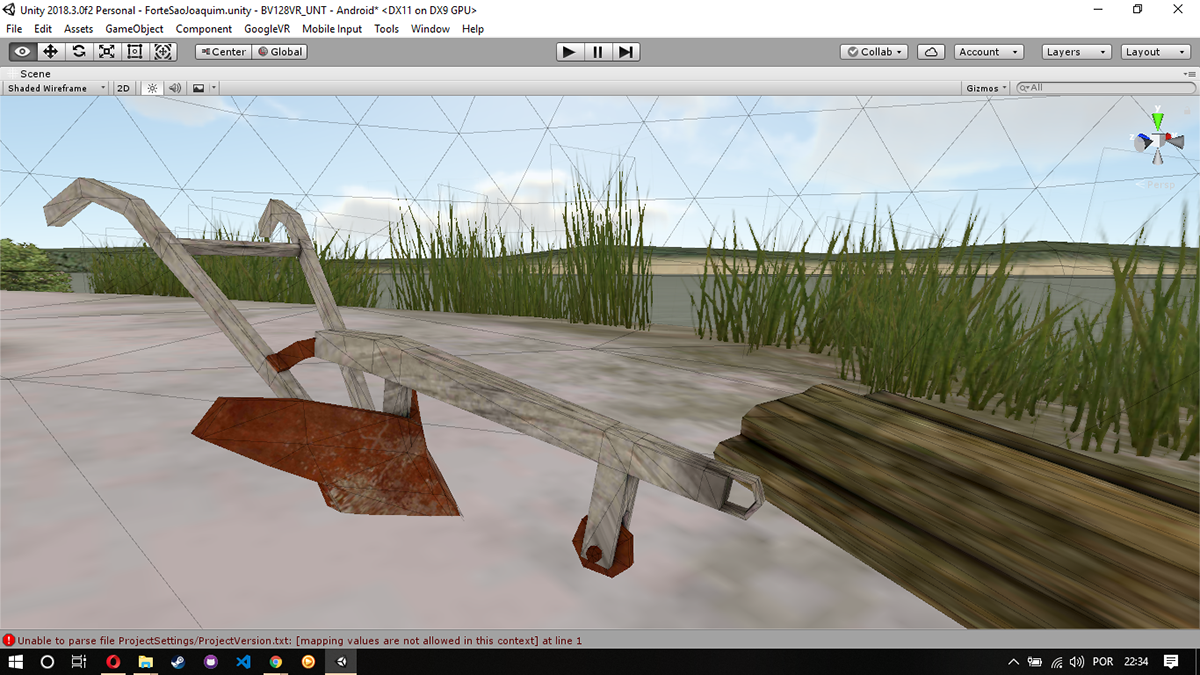 Unity 2018.3.0f2 Personal - ForteSaoJoaquim.unity - BV128VR_UNT - Android* <DX11 on DX9 GPU>
File Edit Assets GameObject Component GoogleVR Mobile Input Tools Window Help
Center Global Collab Account Layers Layout
Scene
Shaded Wireframe 2D Gizmos All
y
z
Persp
Unable to parse file ProjectSettings/ProjectVersion.txt: [mapping values are not allowed in this context] at line 1
POR 22:34